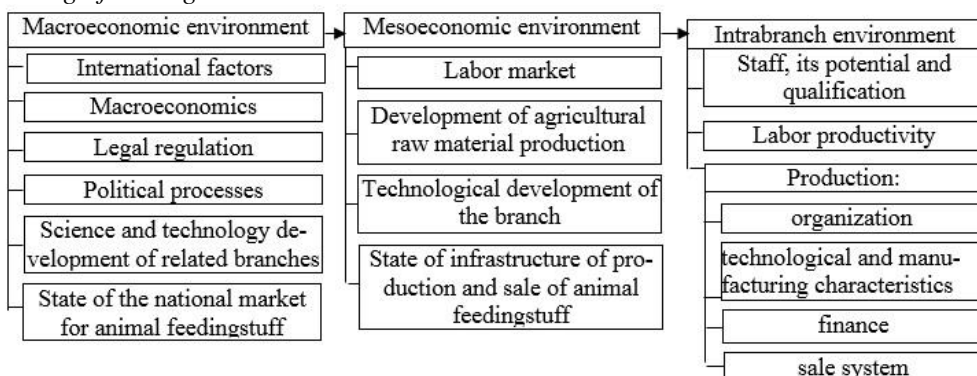 Macroeconomic environment
International factors
Macroeconomics
Legal regulation
Political processes
Science and technology de-
velopment of related branches
State of the national market
for animal feedingstuff
Mesoeconomic environment
Labor market
Development of agricultural
raw material production
Technological development of
the branch
State of infrastructure of pro-
duction and sale of animal
feedingstuff
Intrabranch environment
Staff, its potential and
qualification
Labor productivity
Production:
organization
technological and manu-
facturing characteristics
finance
sale system